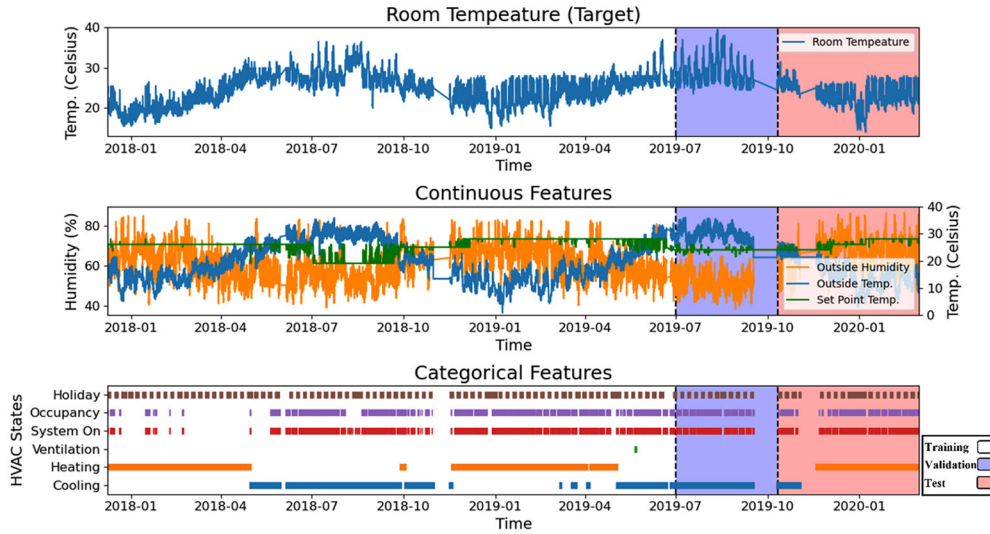 Room Tempeature (Target)
40
30
20
Temp. (Celsius)
Room Tempeature
2018-01 2018-04 2018-07 2018-10 2019-01 2019-04 2019-07 2019-10 2020-01
Time
Continuous Features
80
60
40
Humidity (%)
40
30
20
10
0
Temp. (Celsius)
Outside Humidity
Outside Temp.
Set Point Temp.
2018-01 2018-04 2018-07 2018-10 2019-01 2019-04 2019-07 2019-10 2020-01
Time
Categorical Features
HVAC States
Holiday
Occupancy
System On
Ventilation
Heating
Cooling
2018-01 2018-04 2018-07 2018-10 2019-01 2019-04 2019-07 2019-10 2020-01
Time
Training
Validation
Test